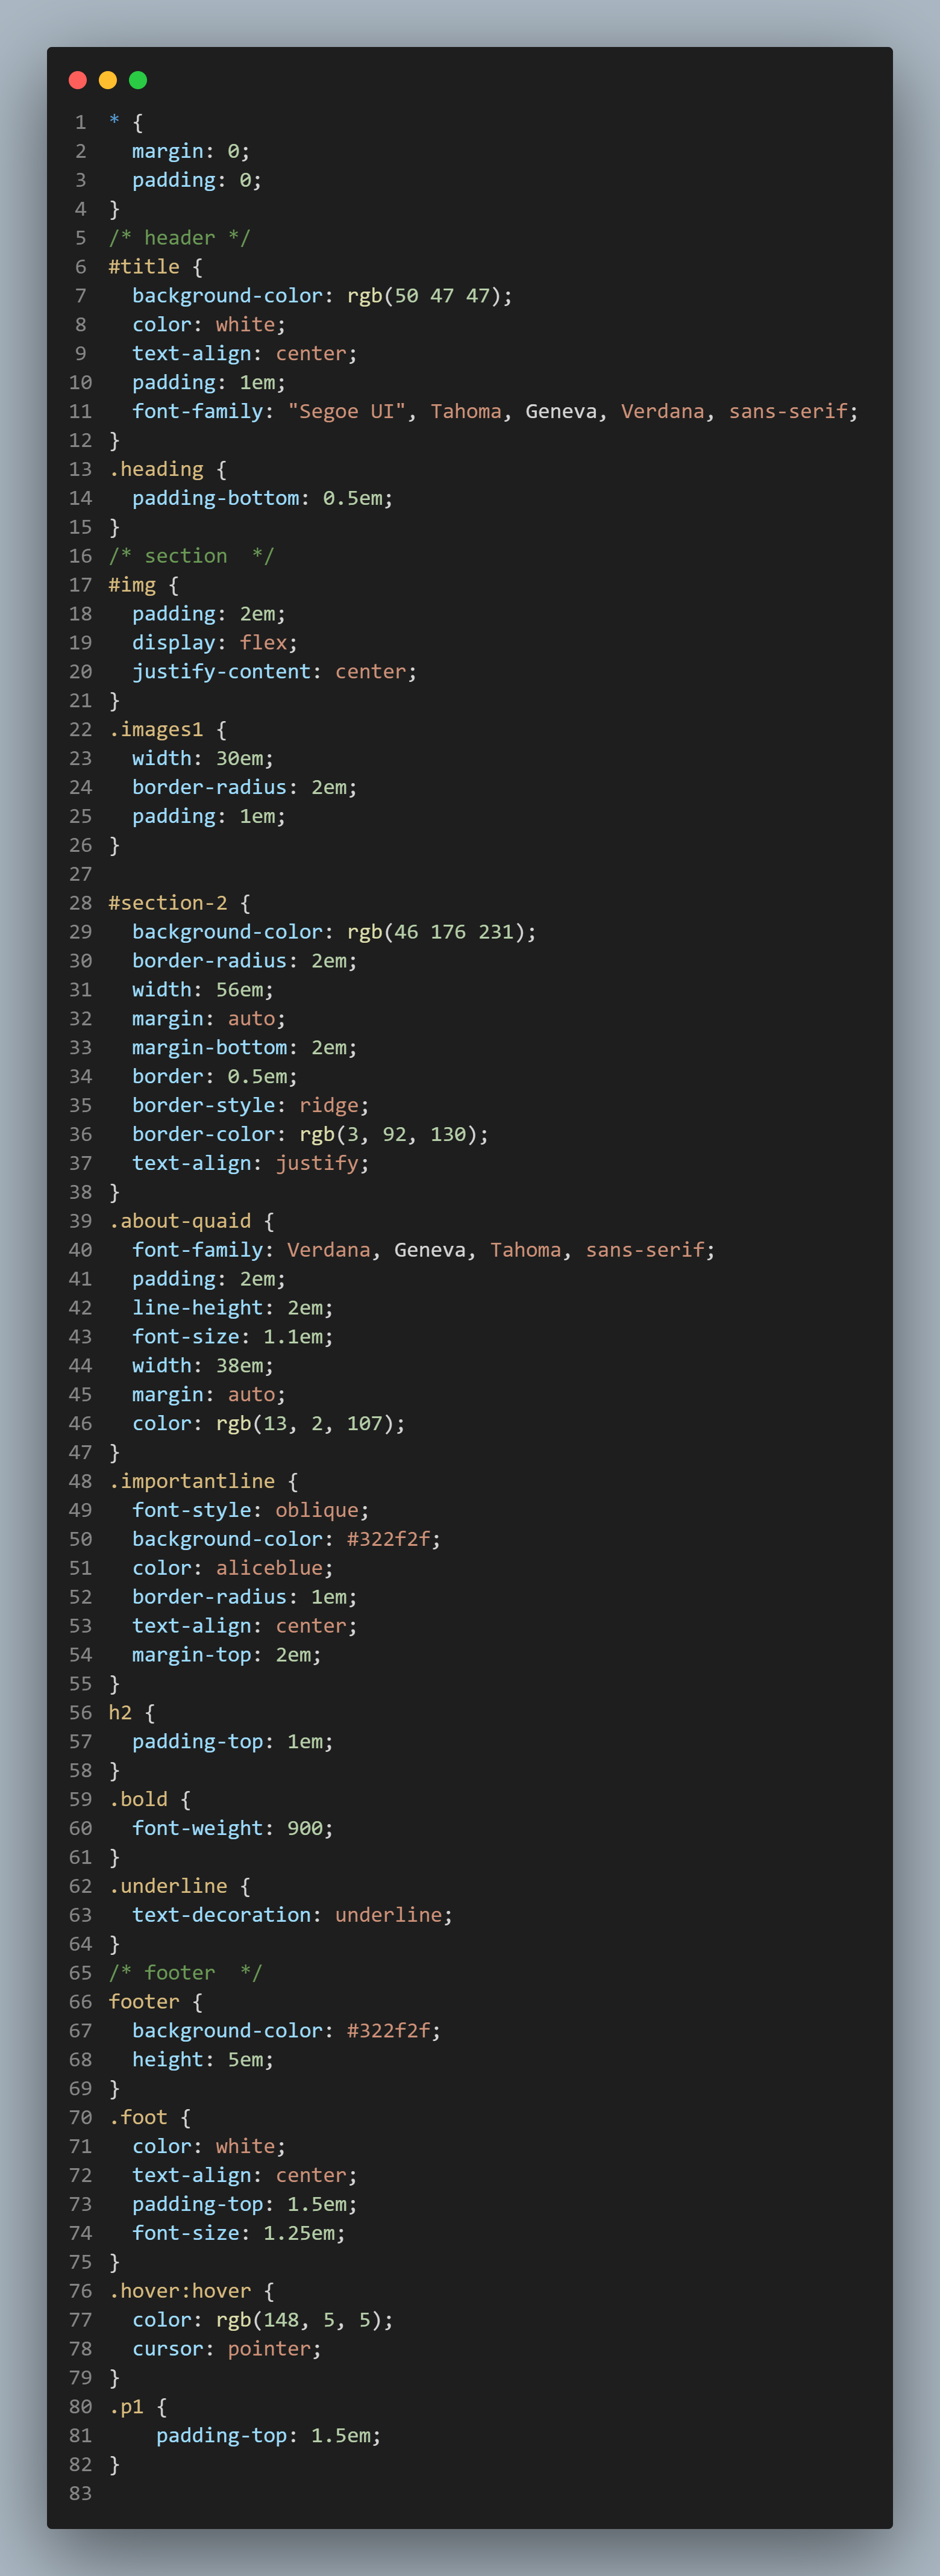 1 * {
2   margin: 0;
3   padding: 0;
4 }
5 /* header */
6 #title {
7   background-color: rgb(50 47 47);
8   color: white;
9   text-align: center;
10   padding: 1em;
11   font-family: "Segoe UI", Tahoma, Geneva, Verdana, sans-serif;
12 }
13 .heading {
14   padding-bottom: 0.5em;
15 }
16 /* section  */
17 #img {
18   padding: 2em;
19   display: flex;
20   justify-content: center;
21 }
22 .images1 {
23   width: 30em;
24   border-radius: 2em;
25   padding: 1em;
26 }
27
28 #section-2 {
29   background-color: rgb(46 176 231);
30   border-radius: 2em;
31   width: 56em;
32   margin: auto;
33   margin-bottom: 2em;
34   border: 0.5em;
35   border-style: ridge;
36   border-color: rgb(3, 92, 130);
37   text-align: justify;
38 }
39 .about-quaid {
40   font-family: Verdana, Geneva, Tahoma, sans-serif;
41   padding: 2em;
42   line-height: 2em;
43   font-size: 1.1em;
44   width: 38em;
45   margin: auto;
46   color: rgb(13, 2, 107);
47 }
48 .importantline {
49   font-style: oblique;
50   background-color: #322f2f;
51   color: aliceblue;
52   border-radius: 1em;
53   text-align: center;
54   margin-top: 2em;
55 }
56 h2 {
57   padding-top: 1em;
58 }
59 .bold {
60   font-weight: 900;
61 }
62 .underline {
63   text-decoration: underline;
64 }
65 /* footer  */
66 footer {
67   background-color: #322f2f;
68   height: 5em;
69 }
70 .foot {
71   color: white;
72   text-align: center;
73   padding-top: 1.5em;
74   font-size: 1.25em;
75 }
76 .hover:hover {
77   color: rgb(148, 5, 5);
78   cursor: pointer;
79 }
80 .p1 {
81     padding-top: 1.5em;
82 }
83